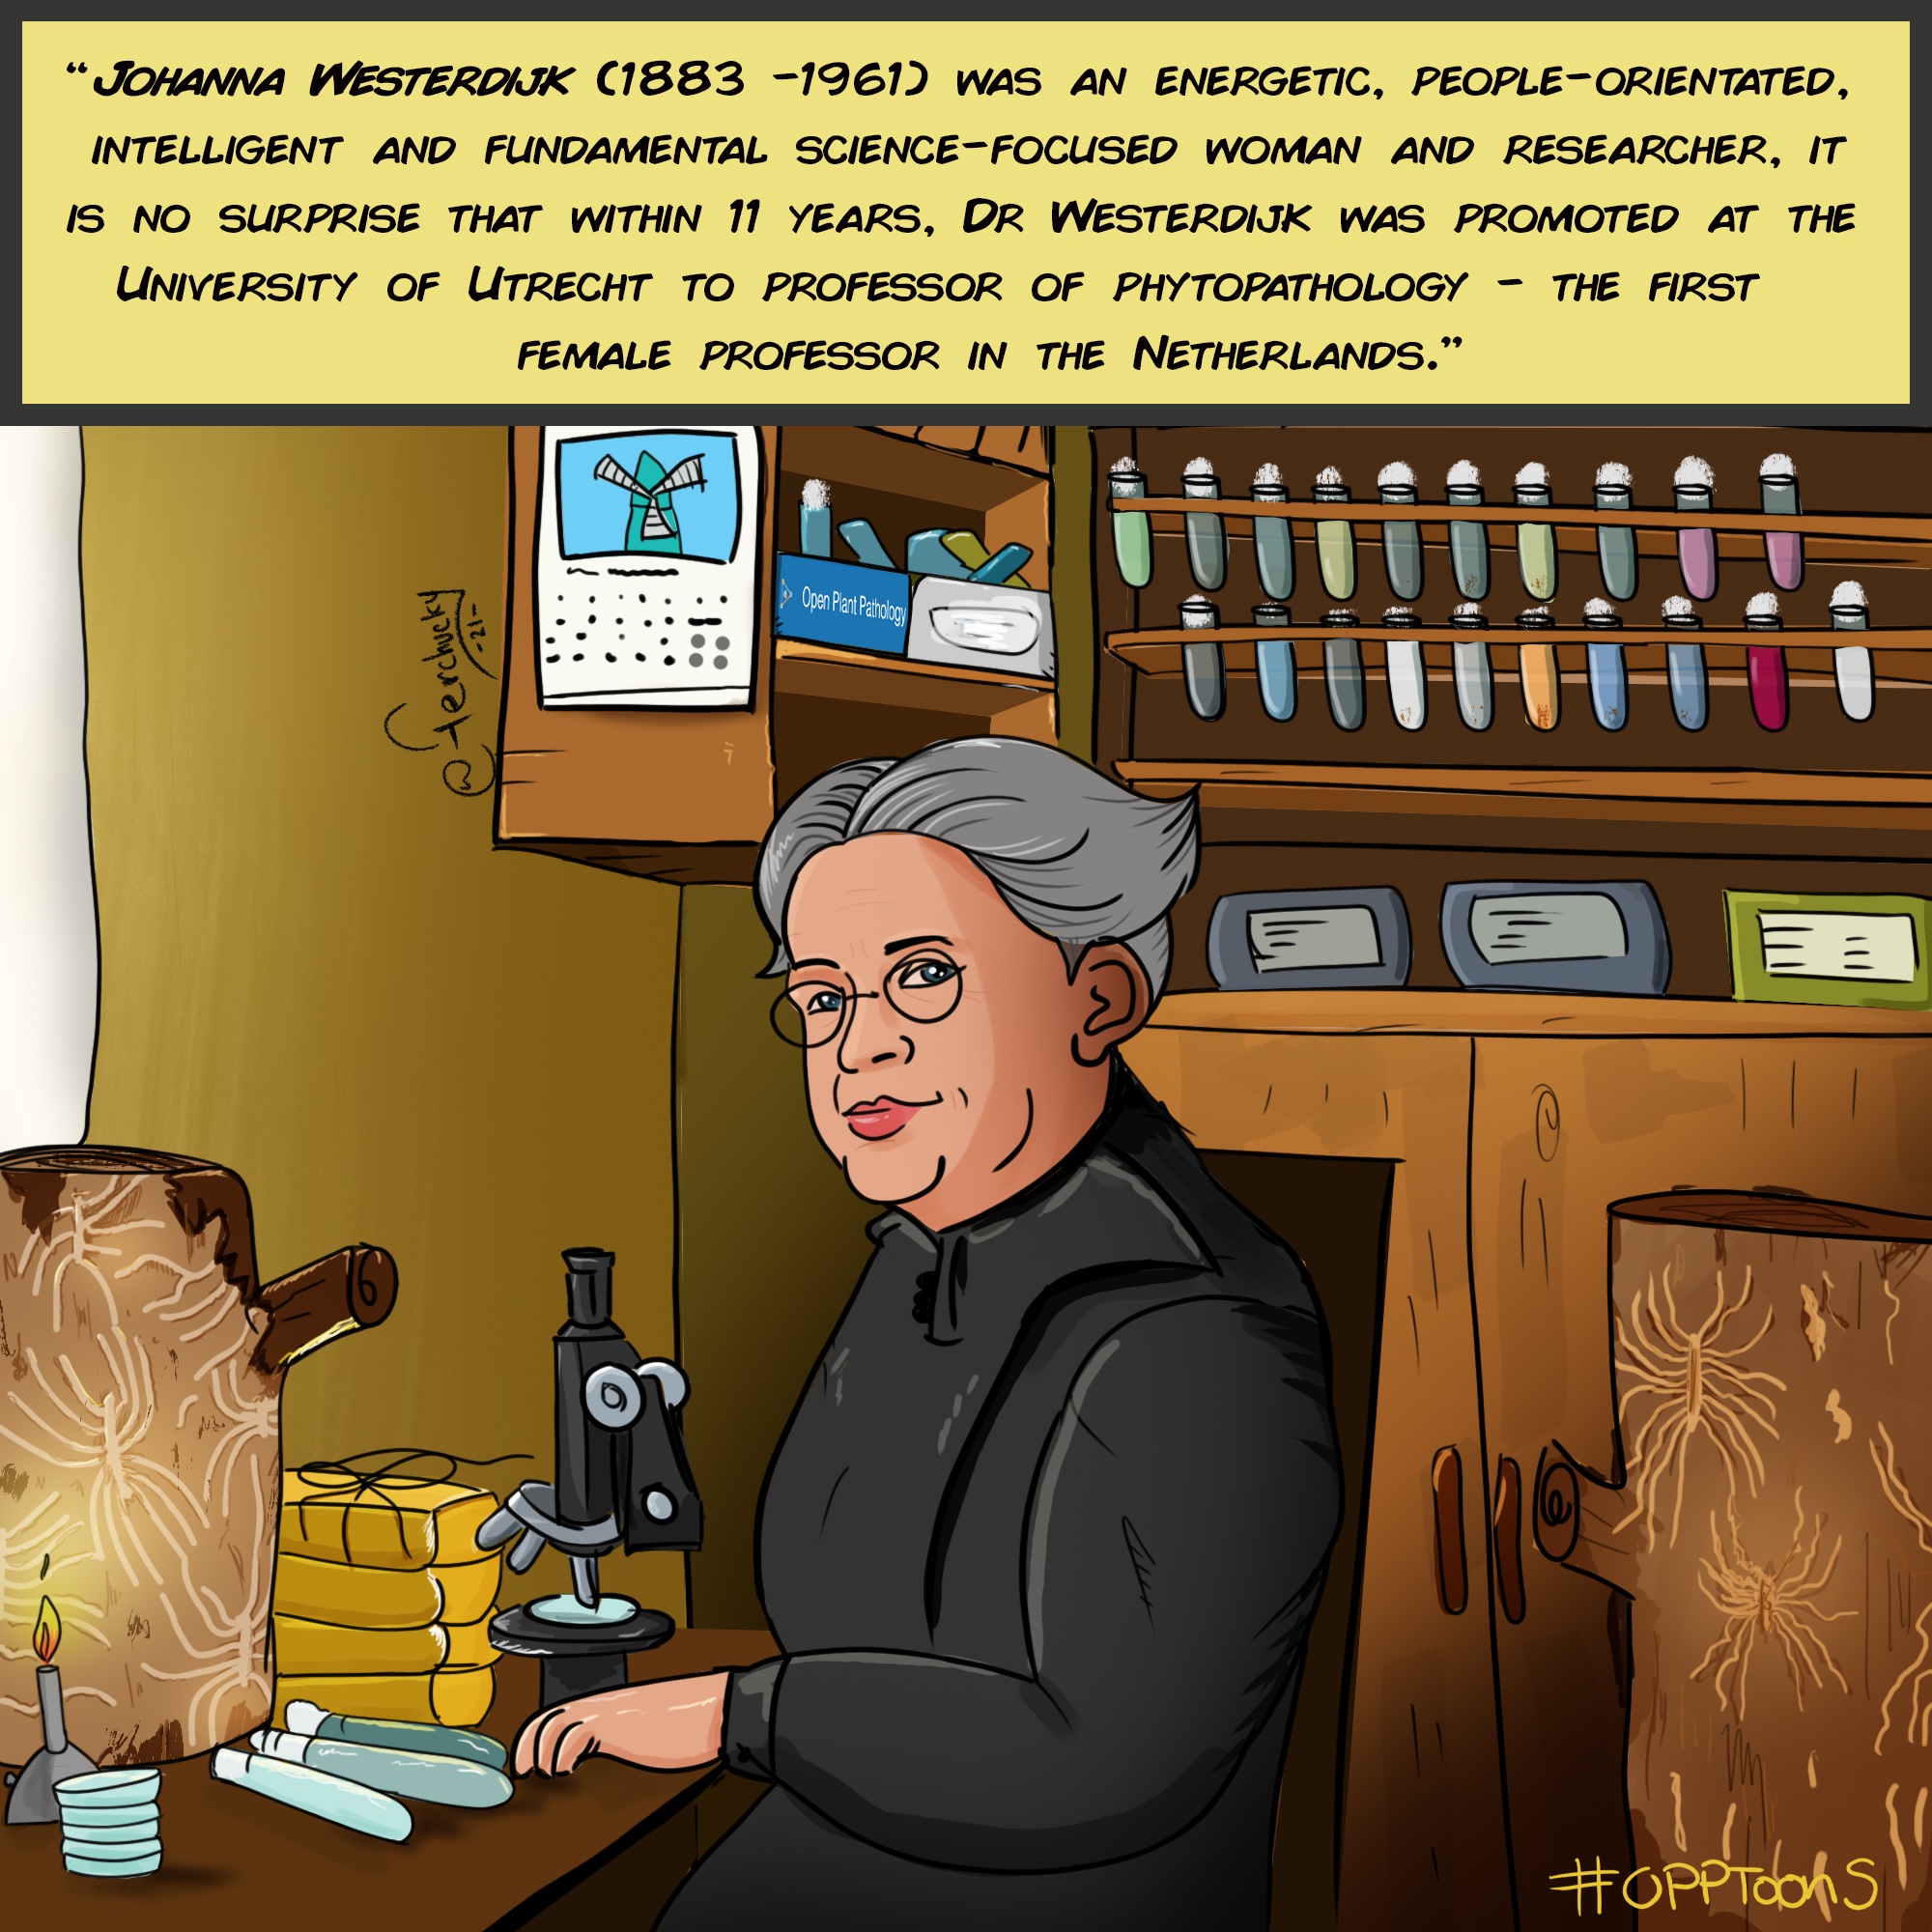 “Johanna Westerdijk (1883 -1961) was an energetic, people-orientated,
intelligent and fundamental science-focused woman and researcher, it
is no surprise that within 11 years, Dr Westerdijk was promoted at the
University of Utrecht to professor of phytopathology - the first
female professor in the Netherlands.”
Open Plant Pathology
-21-
#OPPToons